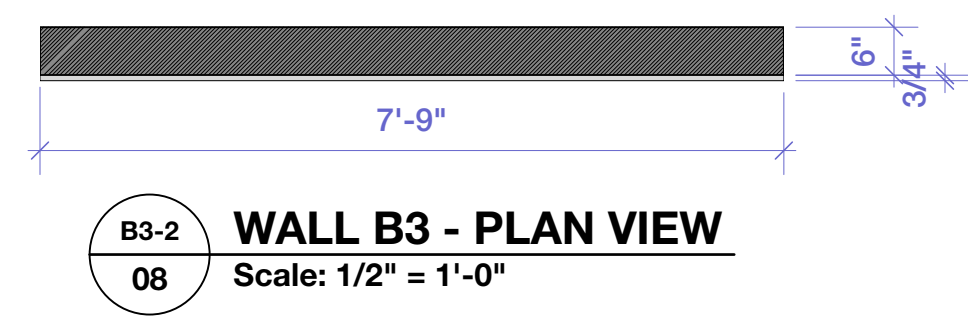 6"
3/4"
7'-9"
B3-2
08
WALL B3 - PLAN VIEW
Scale: 1/2" = 1'-0"